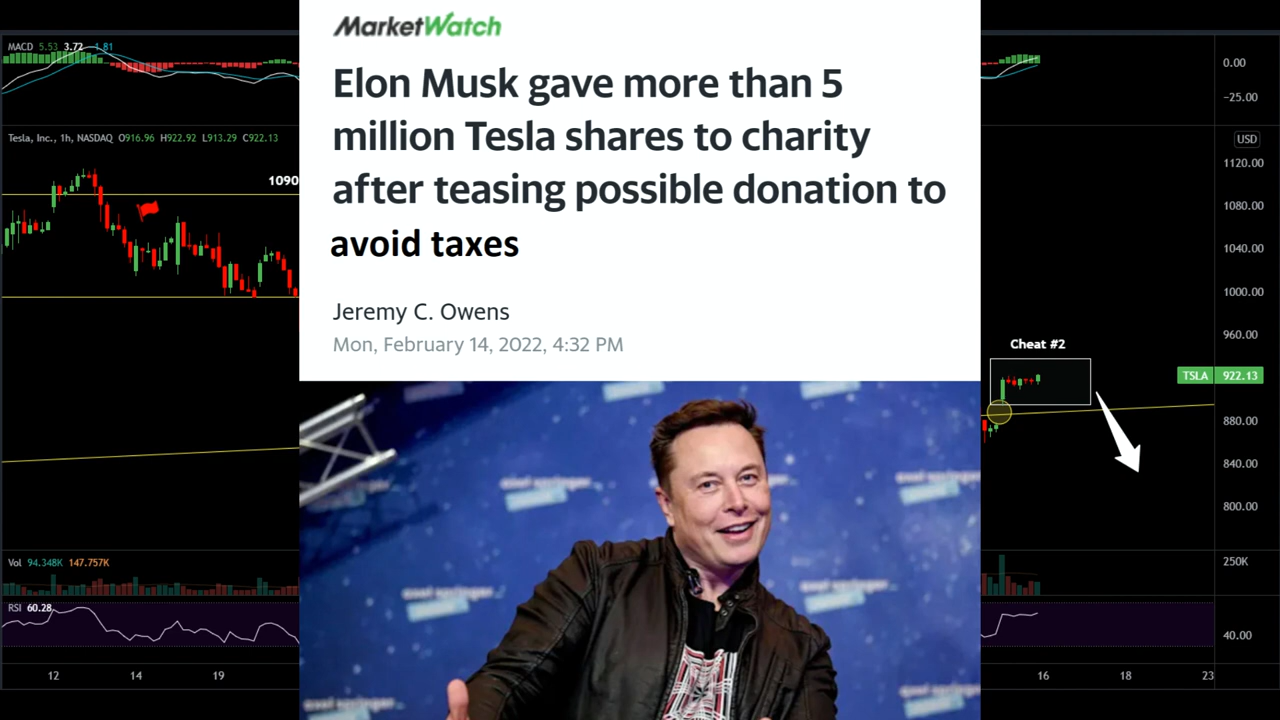 MarketWatch
Elon Musk gave more than 5
million Tesla shares to charity
after teasing possible donation to
avoid taxes
Jeremy C. Owens
Mon, February 14, 2022, 4:32 PM
MACD 5.53 3.72 1.81
Tesla, Inc., 1h, NASDAQ O916.96 H922.92 L913.29 C922.13
1090
Vol 94.348K 147.757K
RSI 60.28
12 14 19
0.00
−25.00
USD
1120.00
1080.00
1040.00
1000.00
960.00
Cheat #2
TSLA 922.13
880.00
840.00
800.00
250K
40.00
16 18 23